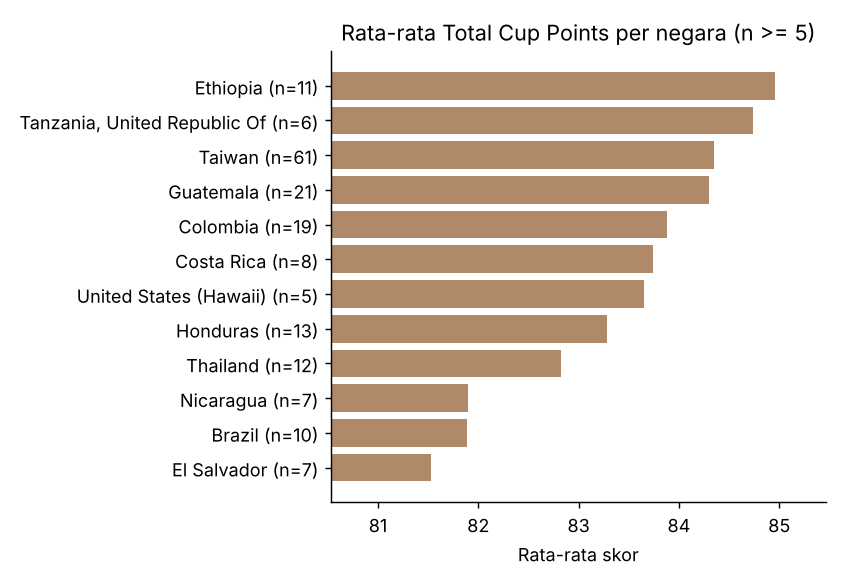 Rata-rata Total Cup Points per negara (n >= 5)
Ethiopia (n=11)
Tanzania, United Republic Of (n=6)
Taiwan (n=61)
Guatemala (n=21)
Colombia (n=19)
Costa Rica (n=8)
United States (Hawaii) (n=5)
Honduras (n=13)
Thailand (n=12)
Nicaragua (n=7)
Brazil (n=10)
El Salvador (n=7)
81 82 83 84 85
Rata-rata skor